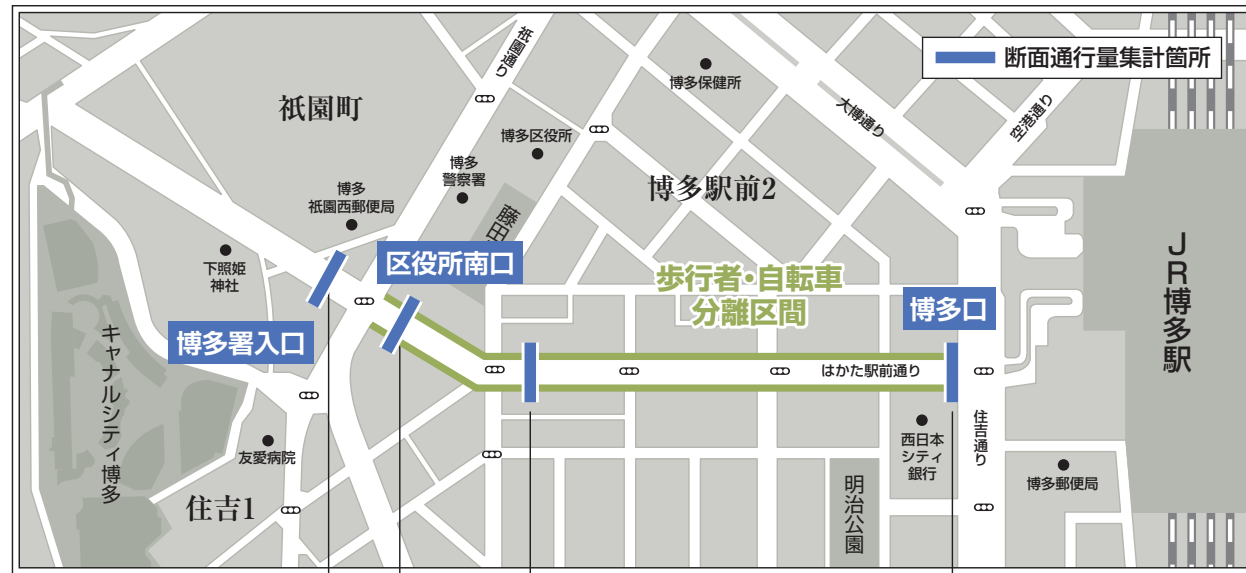 断面通行量集計箇所
祇園通り
博多保健所
大博通り
空港通り
祇園町
博多区役所
博多
警察署
博多駅前2
博多
祇園西郵便局
藤田
下照姫
神社
区役所南口
歩行者・自転車
分離区間
博多口
JR博多駅
博多署入口
キャナルシティ博多
はかた駅前通り
住吉通り
西日本
シティ
銀行
友愛病院
博多郵便局
明治公園
住吉1